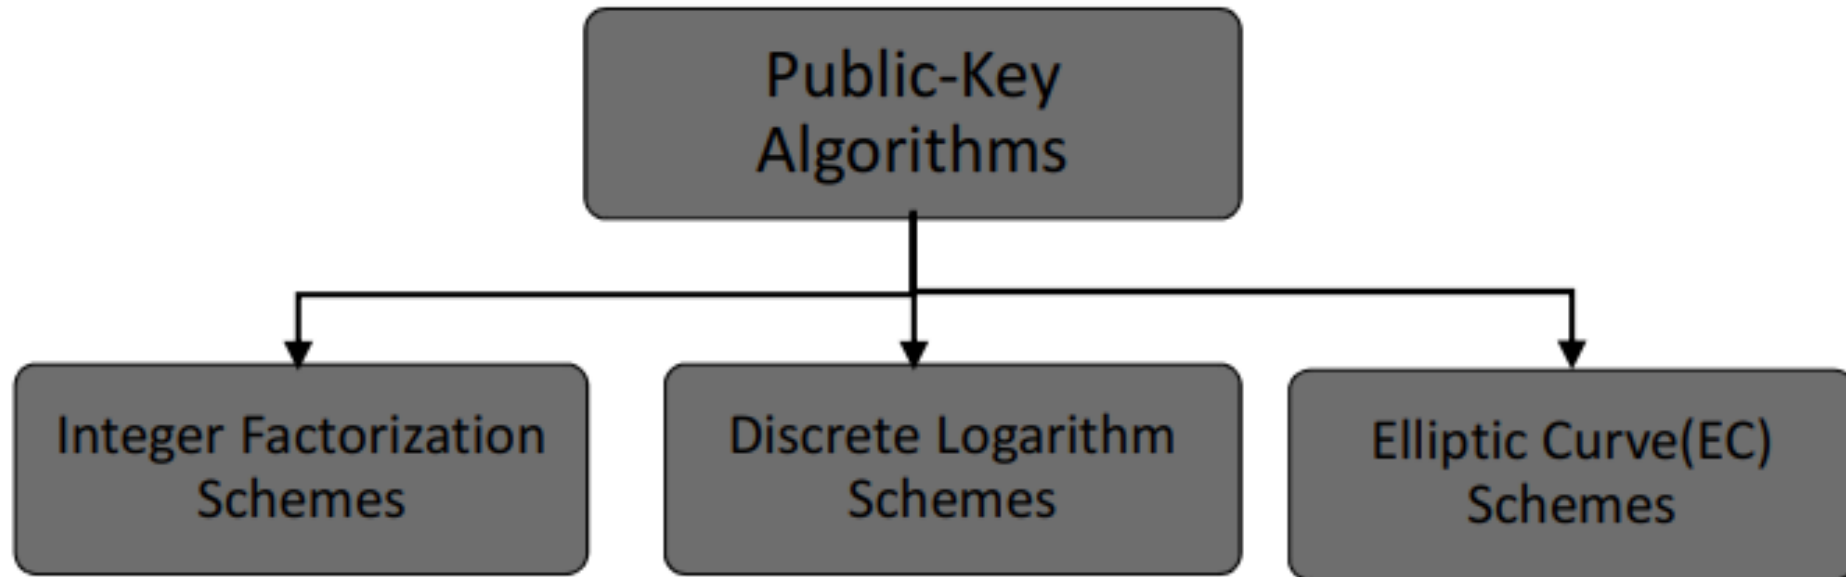 Public-Key
Algorithms
Integer Factorization
Schemes
Discrete Logarithm
Schemes
Elliptic Curve(EC)
Schemes